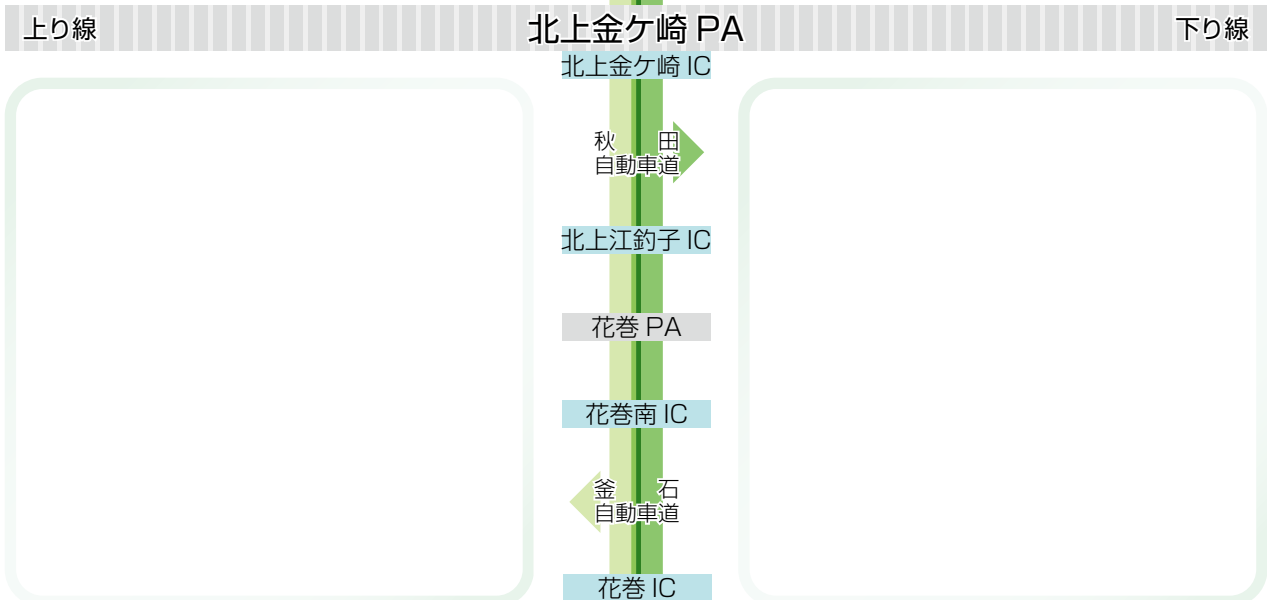 上り線
北上金ケ崎 PA
下り線
北上金ケ崎 IC
秋田
自動車道
北上江釣子 IC
花巻 PA
花巻南 IC
釜石
自動車道
花巻 IC